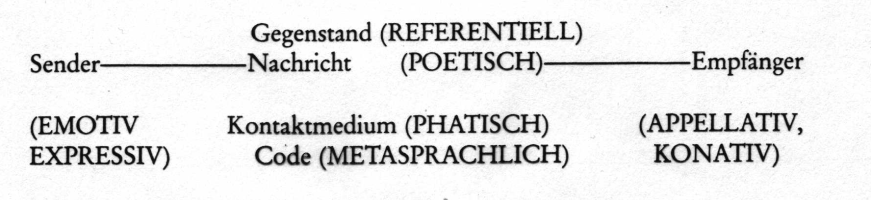 Gegenstand (REFERENTIELL)
Sender Nachricht (POETISCH) Empfänger
(EMOTIV Kontaktmedium (PHATISCH) (APPELLATIV,
EXPRESSIV) Code (METASPRACHLICH) KONATIV)